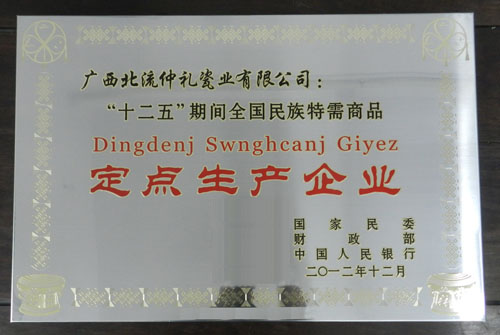 广西北流仲礼瓷业有限公司：
“十二五”期间全国民族特需商品
Dingdenj Swnghcanj Giyez
定点生产企业
国家民委
财政部
中国人民银行
二〇一二年十二月